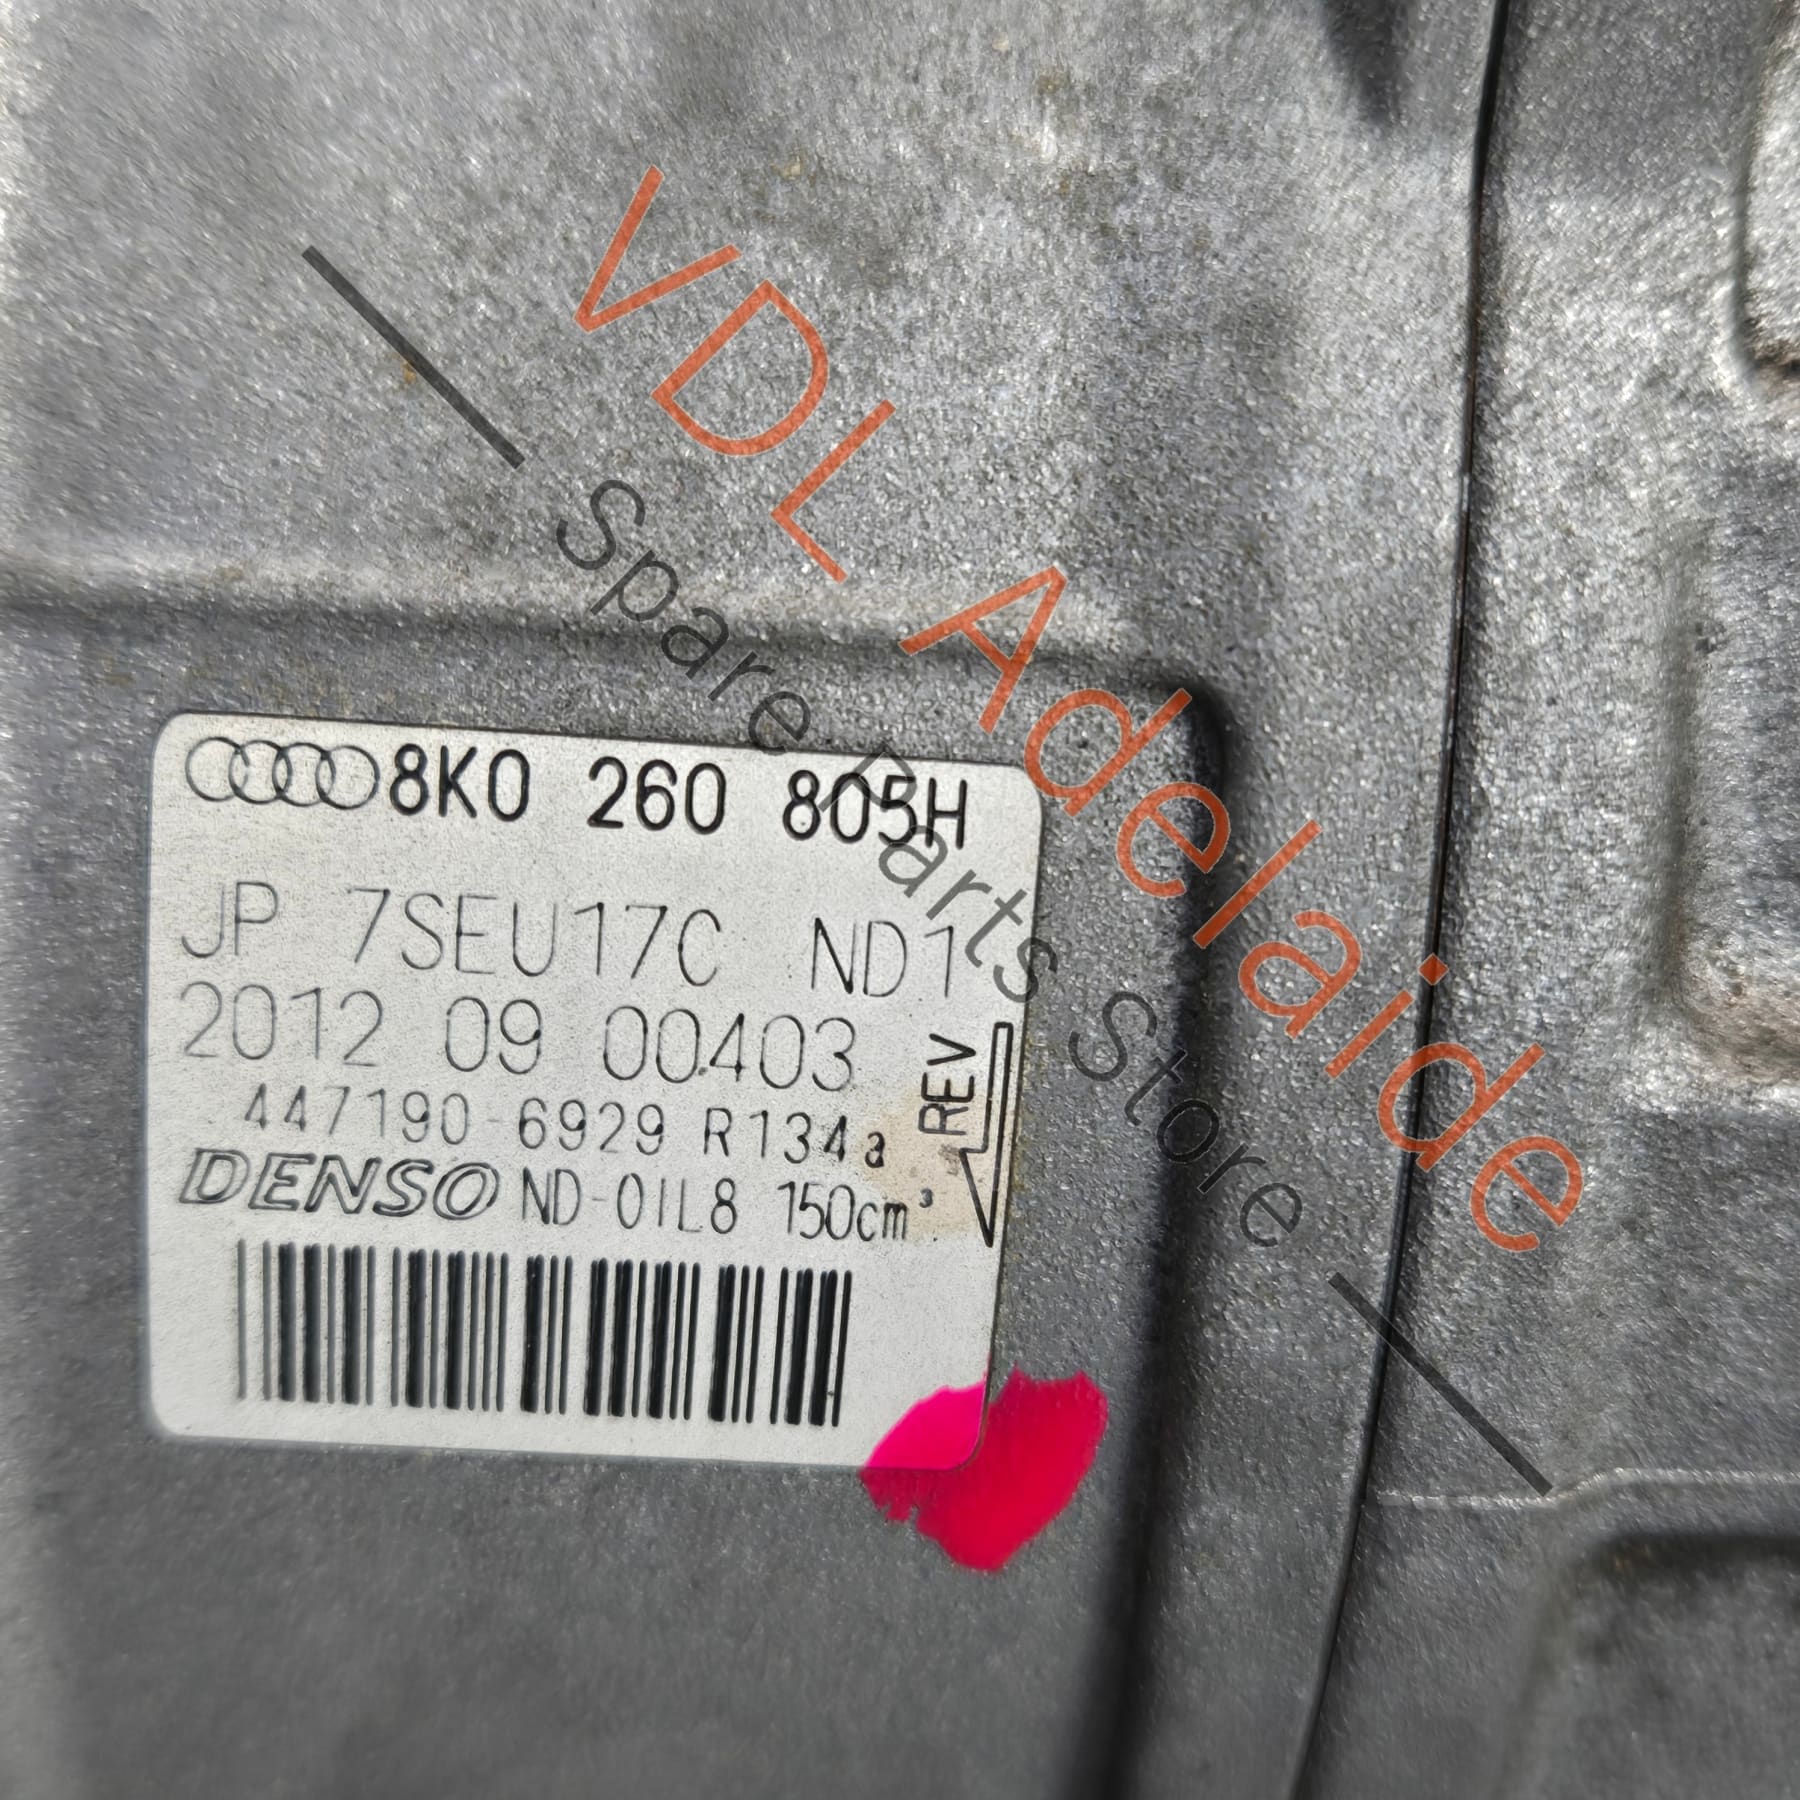 VDL Adelaide
Spare Parts Store
8K0 260 805H
JP 7SEU17C ND1
2012 09 00403
447190-6929 R134a
DENSO ND-OIL8 150cm³
REV